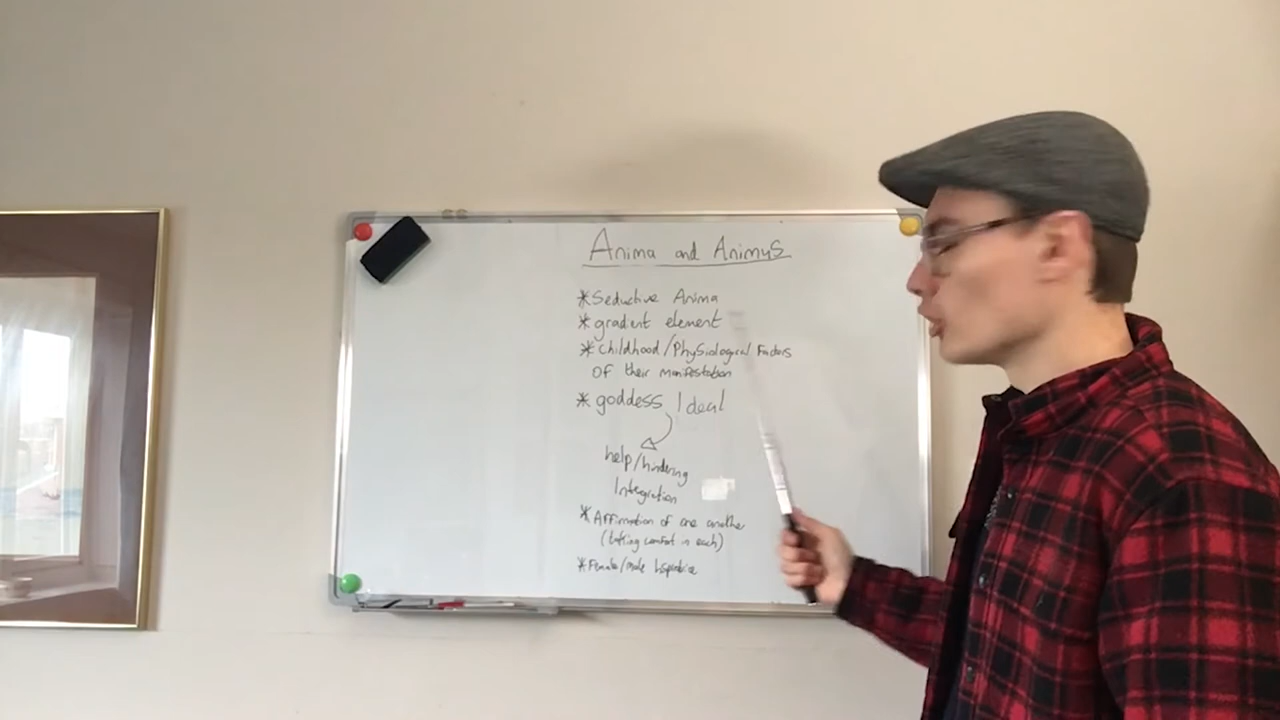 Anima and Animus
*Seductive Anima
*gradient element
*Childhood/Physiological Factors
of their manifestation
*goddess Ideal
help/hindering
Integration
*Affirmation of one another
(taking comfort in each)
*Female/male